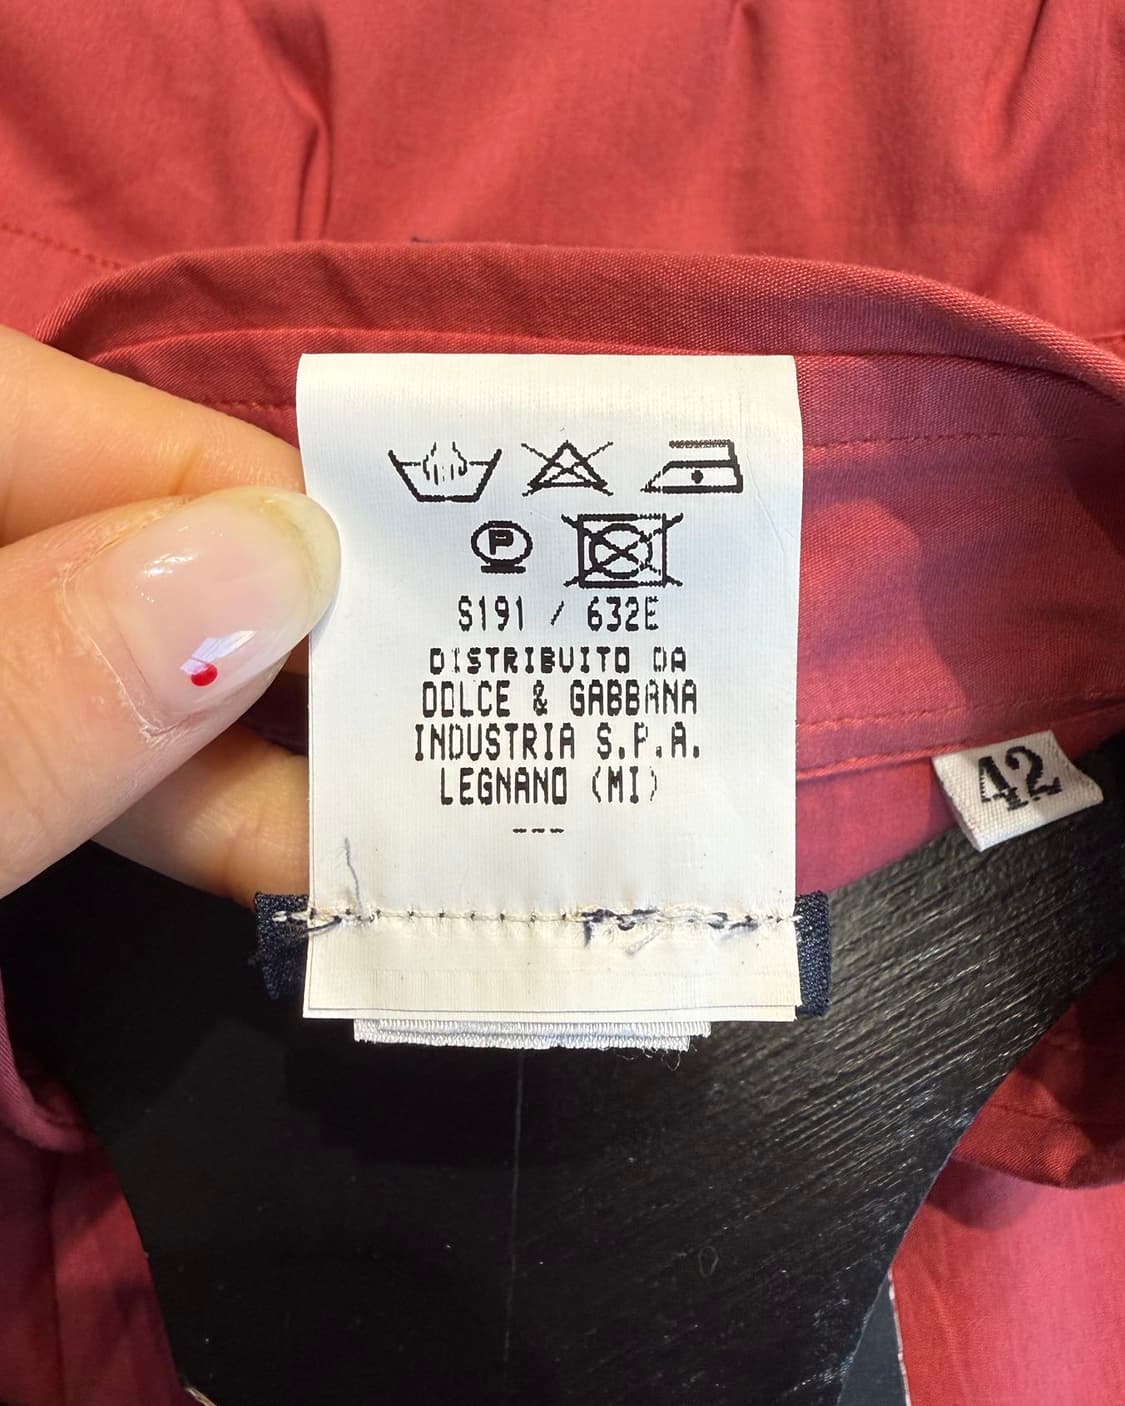 P
S191 / 632E
DISTRIBUITO DA
DOLCE & GABBANA
INDUSTRIA S.P.A.
LEGNANO (MI)
---
42